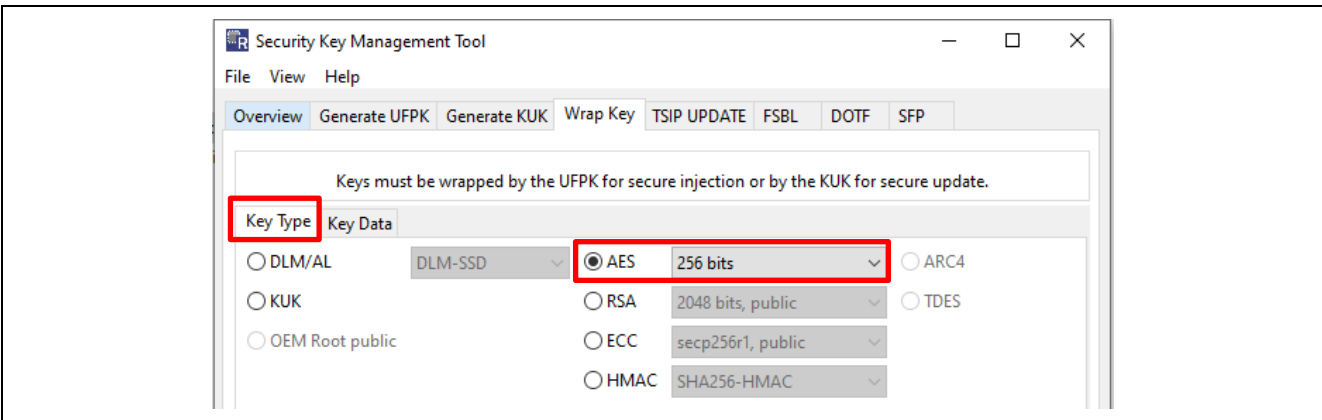 Security Key Management Tool
File View Help
Overview Generate UFPK Generate KUK Wrap Key TSIP UPDATE FSBL DOTF SFP
Keys must be wrapped by the UFPK for secure injection or by the KUK for secure update.
Key Type Key Data
DLM/AL DLM-SSD AES 256 bits ARC4
KUK RSA 2048 bits, public TDES
OEM Root public ECC secp256r1, public
HMAC SHA256-HMAC